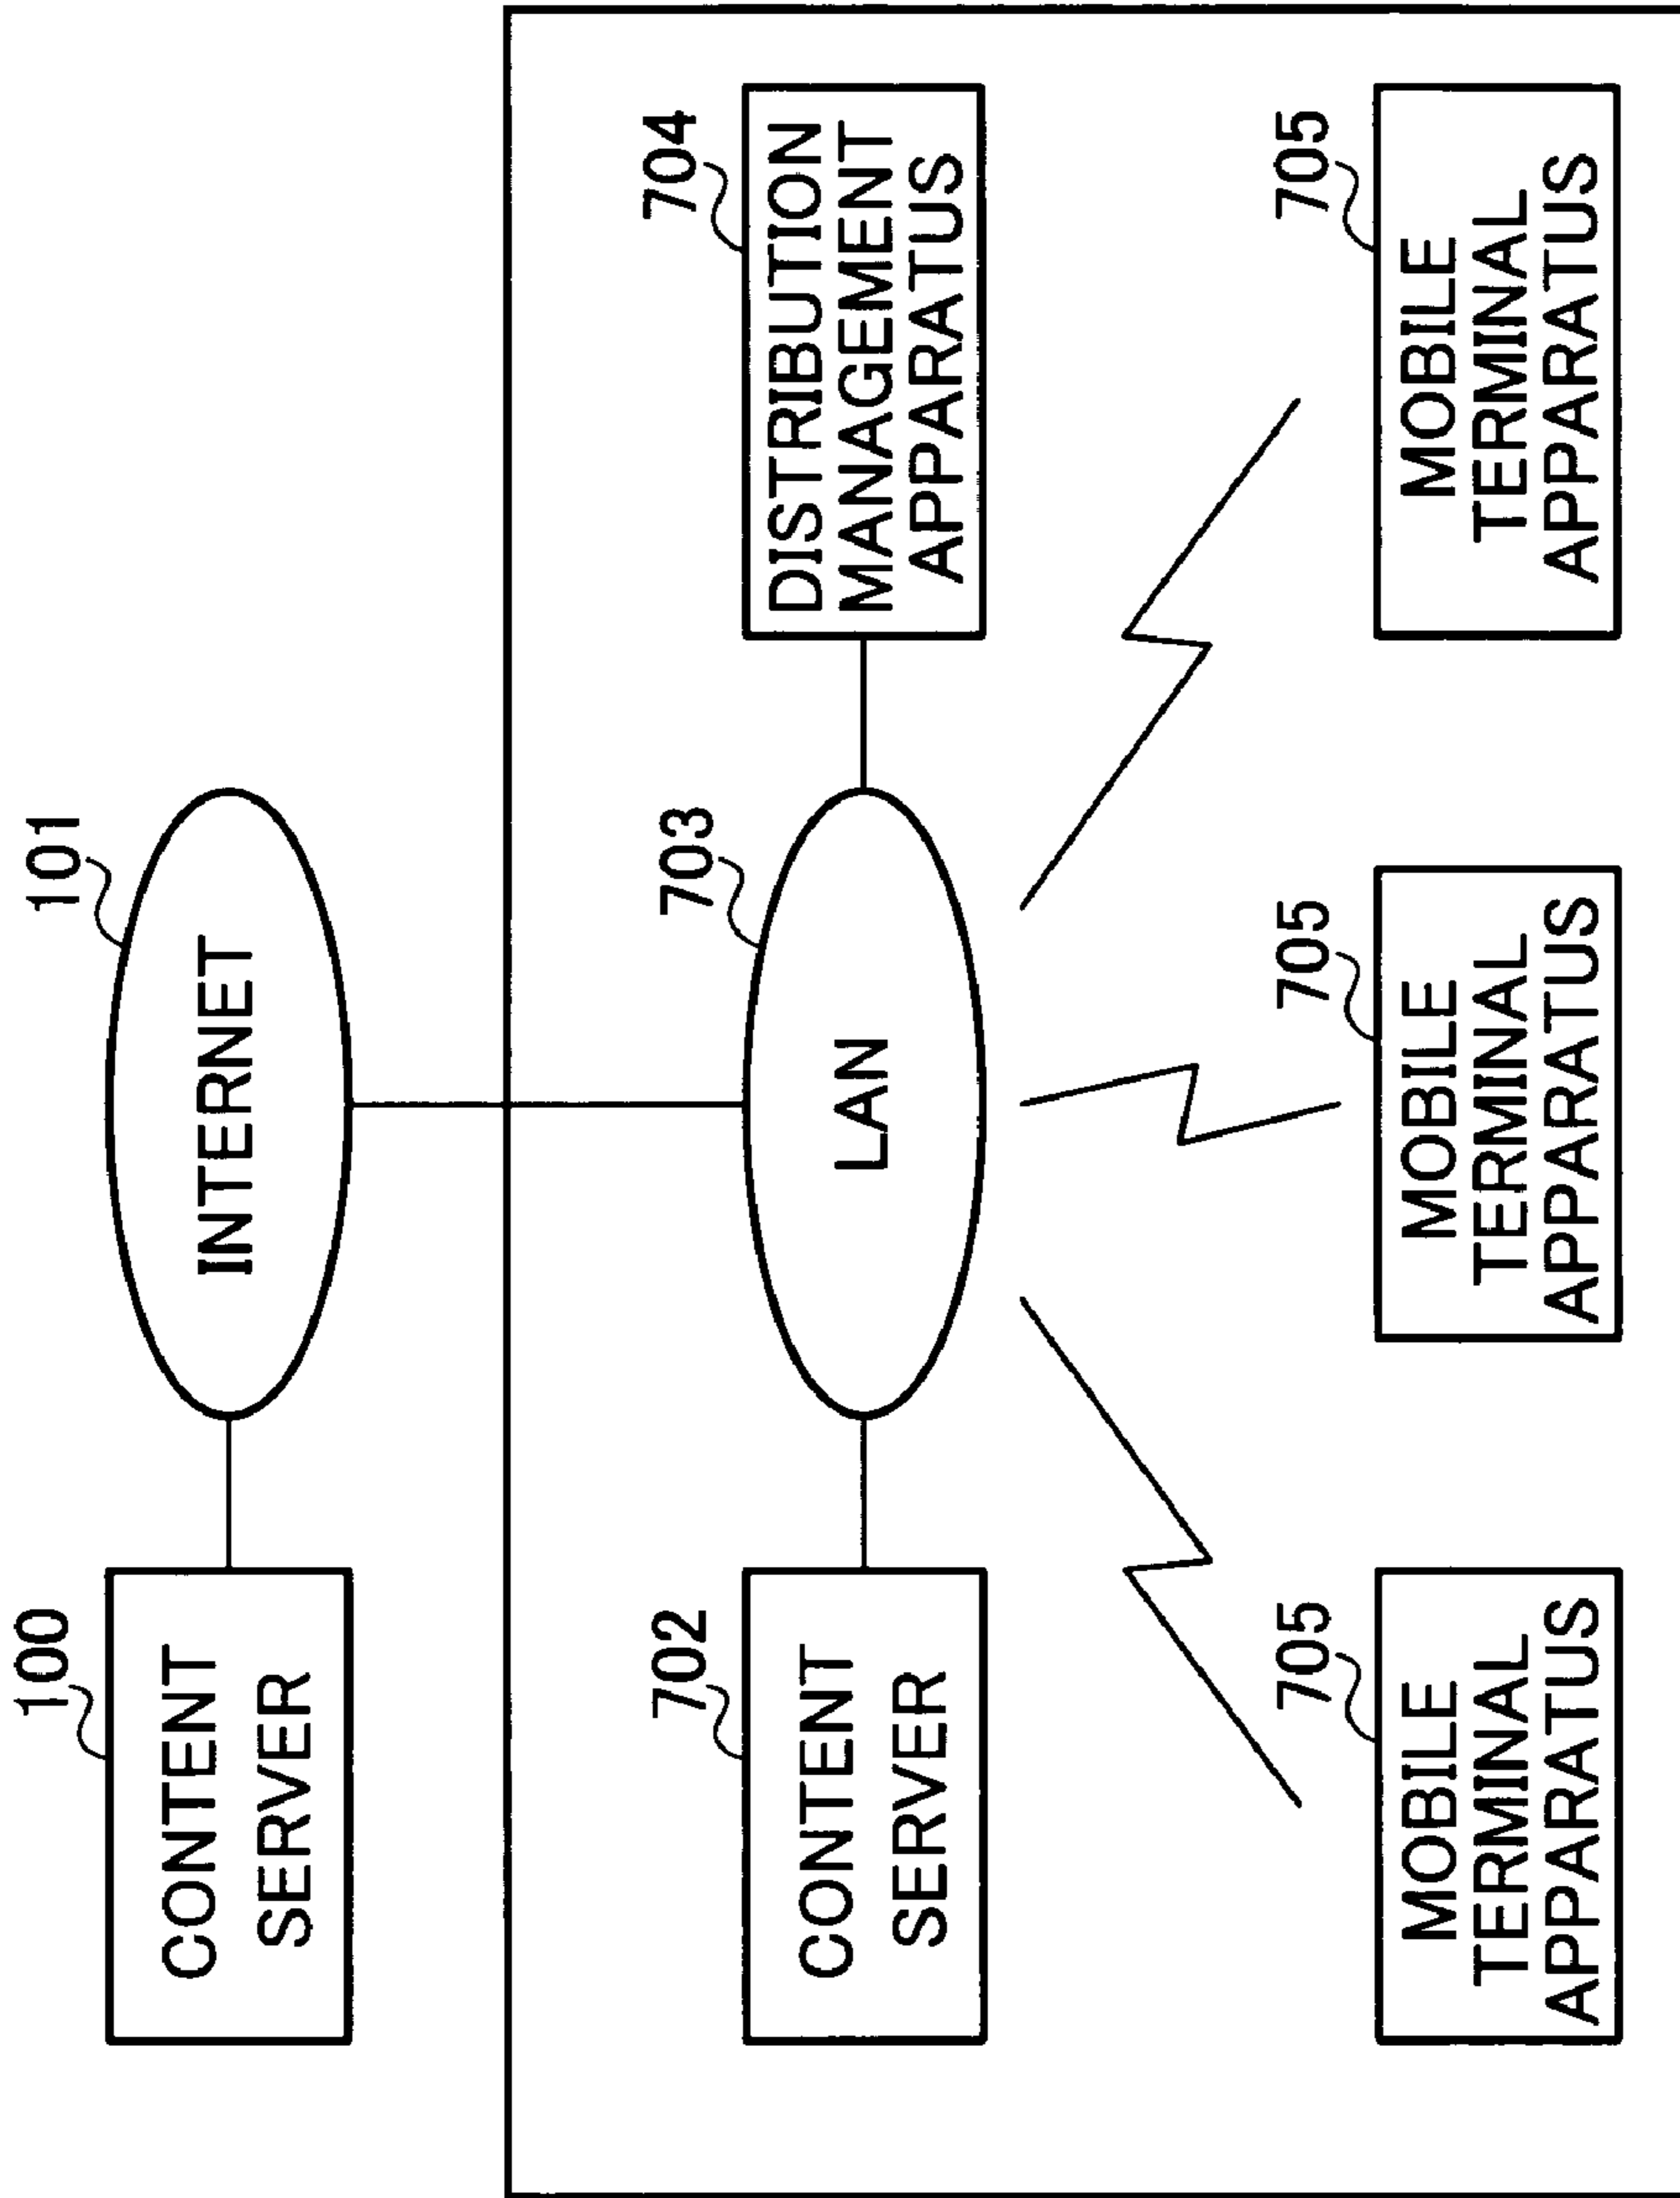 100
CONTENT
SERVER
101
INTERNET
702
CONTENT
SERVER
703
LAN
704
DISTRIBUTION
MANAGEMENT
APPARATUS
705
MOBILE
TERMINAL
APPARATUS
705
MOBILE
TERMINAL
APPARATUS
705
MOBILE
TERMINAL
APPARATUS